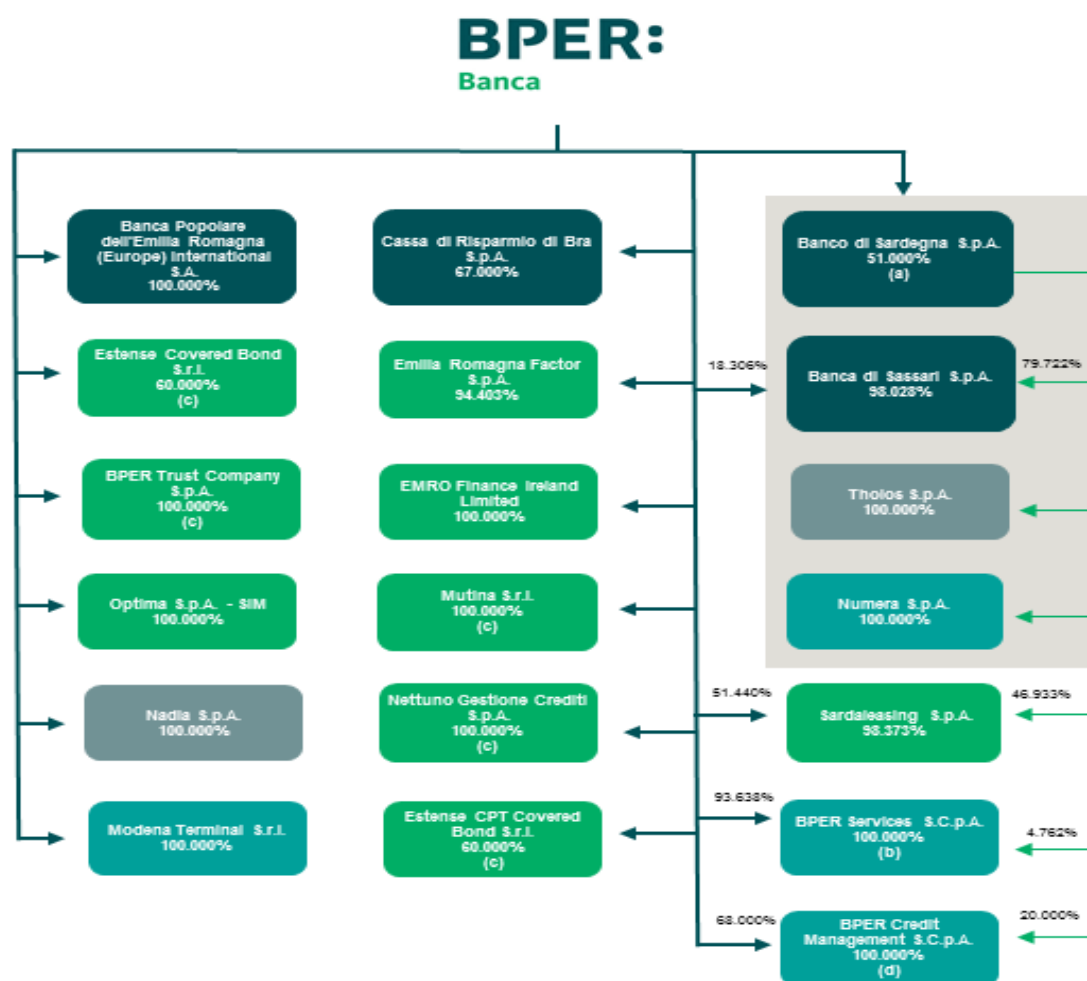 BPER:
Banca
Banca Popolare
dell'Emilia Romagna
(Europe) International
S.A.
100.000%
Cassa di Risparmio di Bra
S.p.A.
67.000%
Banco di Sardegna S.p.A.
51.000%
(a)
Estense Covered Bond
S.r.l.
60.000%
(c)
Emilia Romagna Factor
S.p.A.
94.403%
18.306%
Banca di Sassari S.p.A.
98.028%
79.722%
BPER Trust Company
S.p.A.
100.000%
(c)
EMRO Finance Ireland
Limited
100.000%
Tholos S.p.A.
100.000%
Optima S.p.A. - SIM
100.000%
Mutina S.r.l.
100.000%
(c)
Numera S.p.A.
100.000%
Nadia S.p.A.
100.000%
Nettuno Gestione Crediti
S.p.A.
100.000%
(c)
51.440%
Sardaleasing S.p.A.
98.373%
46.933%
Modena Terminal S.r.l.
100.000%
Estense CPT Covered
Bond S.r.l.
60.000%
(c)
93.638%
BPER Services S.C.p.A.
100.000%
(b)
4.762%
68.000%
BPER Credit
Management S.C.p.A.
100.000%
(d)
20.000%